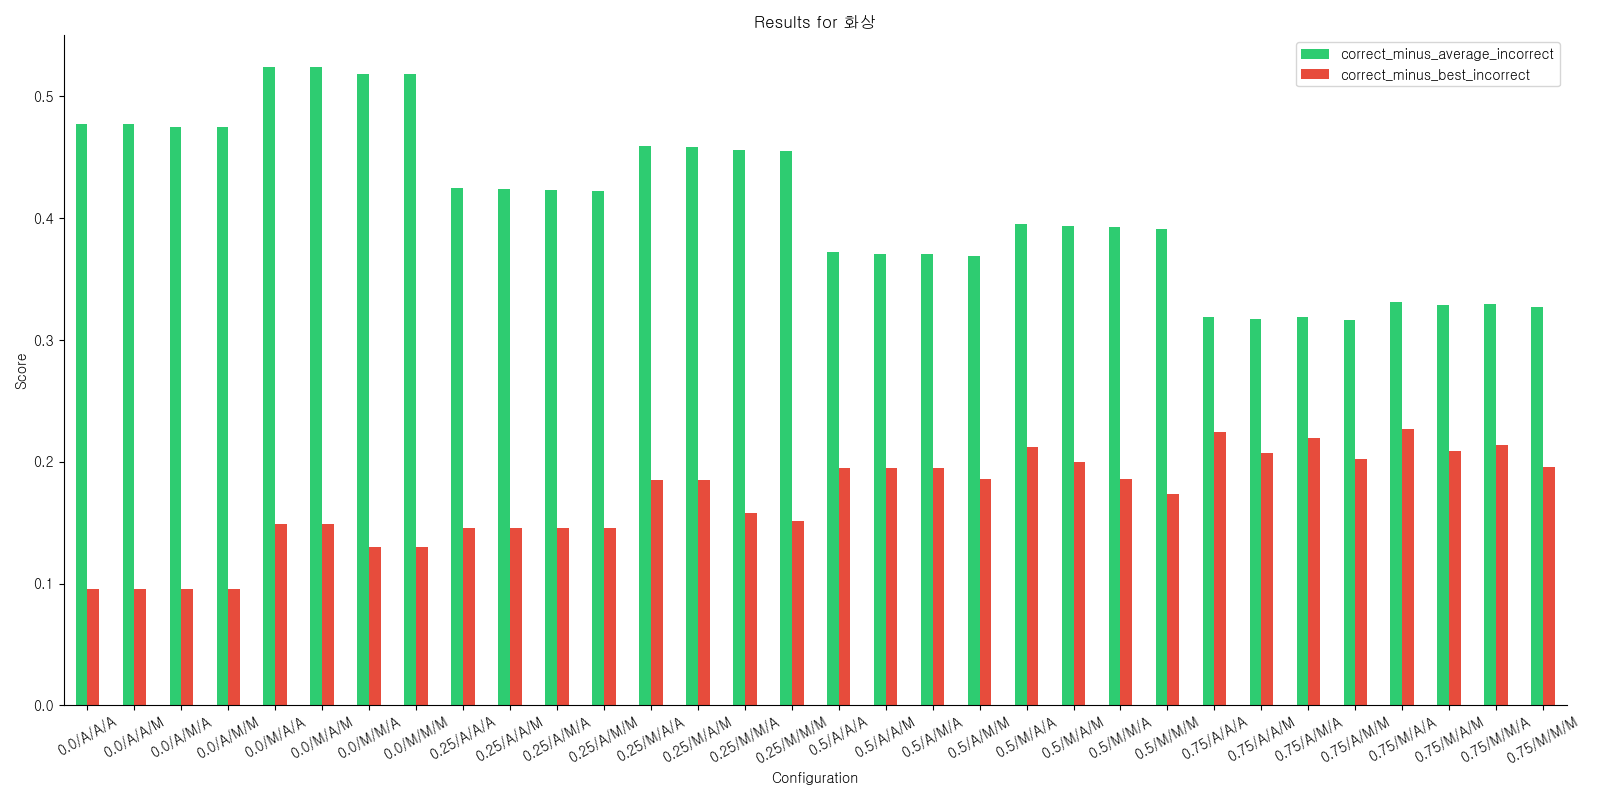 Results for 화상
correct_minus_average_incorrect
correct_minus_best_incorrect
Score
0.5
0.4
0.3
0.2
0.1
0.0
0.0/A/A/A
0.0/A/A/M
0.0/A/M/A
0.0/A/M/M
0.0/M/A/A
0.0/M/A/M
0.0/M/M/A
0.0/M/M/M
0.25/A/A/A
0.25/A/A/M
0.25/A/M/A
0.25/A/M/M
0.25/M/A/A
0.25/M/A/M
0.25/M/M/A
0.25/M/M/M
0.5/A/A/A
0.5/A/A/M
0.5/A/M/A
0.5/A/M/M
0.5/M/A/A
0.5/M/A/M
0.5/M/M/A
0.5/M/M/M
0.75/A/A/A
0.75/A/A/M
0.75/A/M/A
0.75/A/M/M
0.75/M/A/A
0.75/M/A/M
0.75/M/M/A
0.75/M/M/M
Configuration